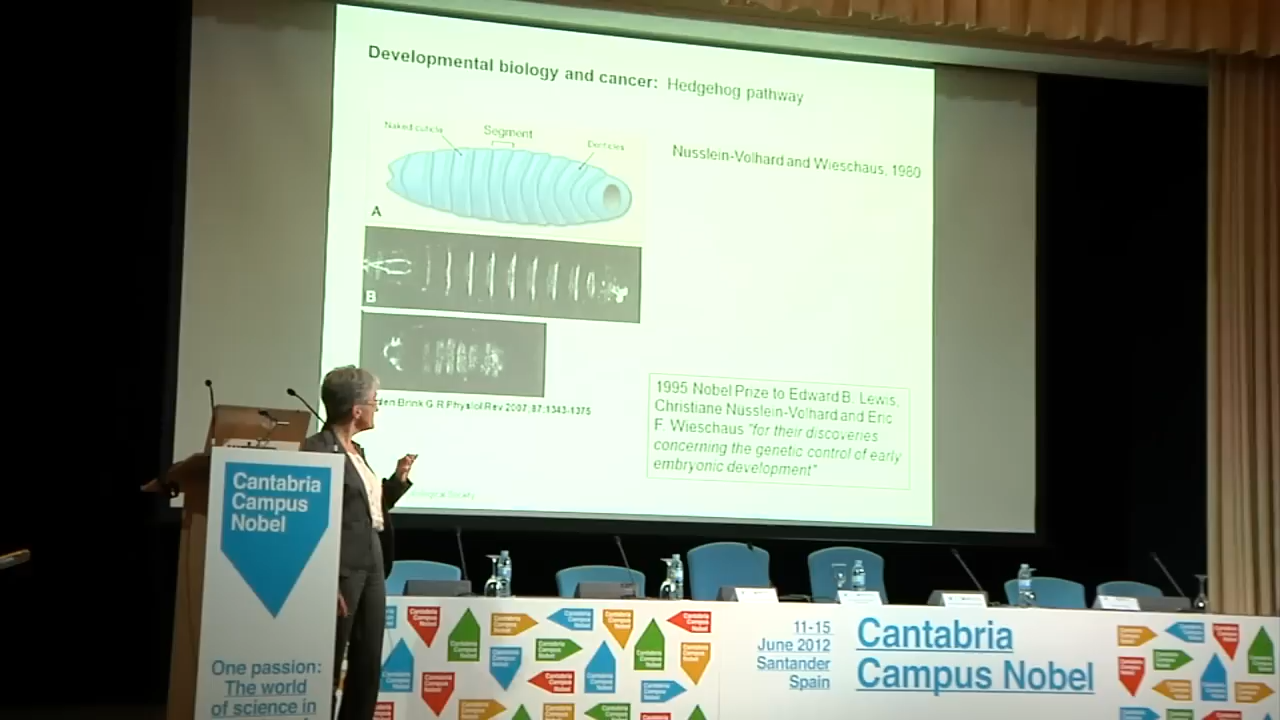 Developmental biology and cancer: Hedgehog pathway
Naked cuticle
Segment
Denticles
Nusslein-Volhard and Wieschaus, 1980
A
B
den Brink G R Physiol Rev 2007; 87:1343-1375
1995 Nobel Prize to Edward B. Lewis,
Christiane Nusslein-Volhard and Eric
F. Wieschaus "for their discoveries
concerning the genetic control of early
embryonic development"
Cantabria
Campus
Nobel
One passion:
The world
of science in
11-15
June 2012
Santander
Spain
Cantabria
Campus Nobel